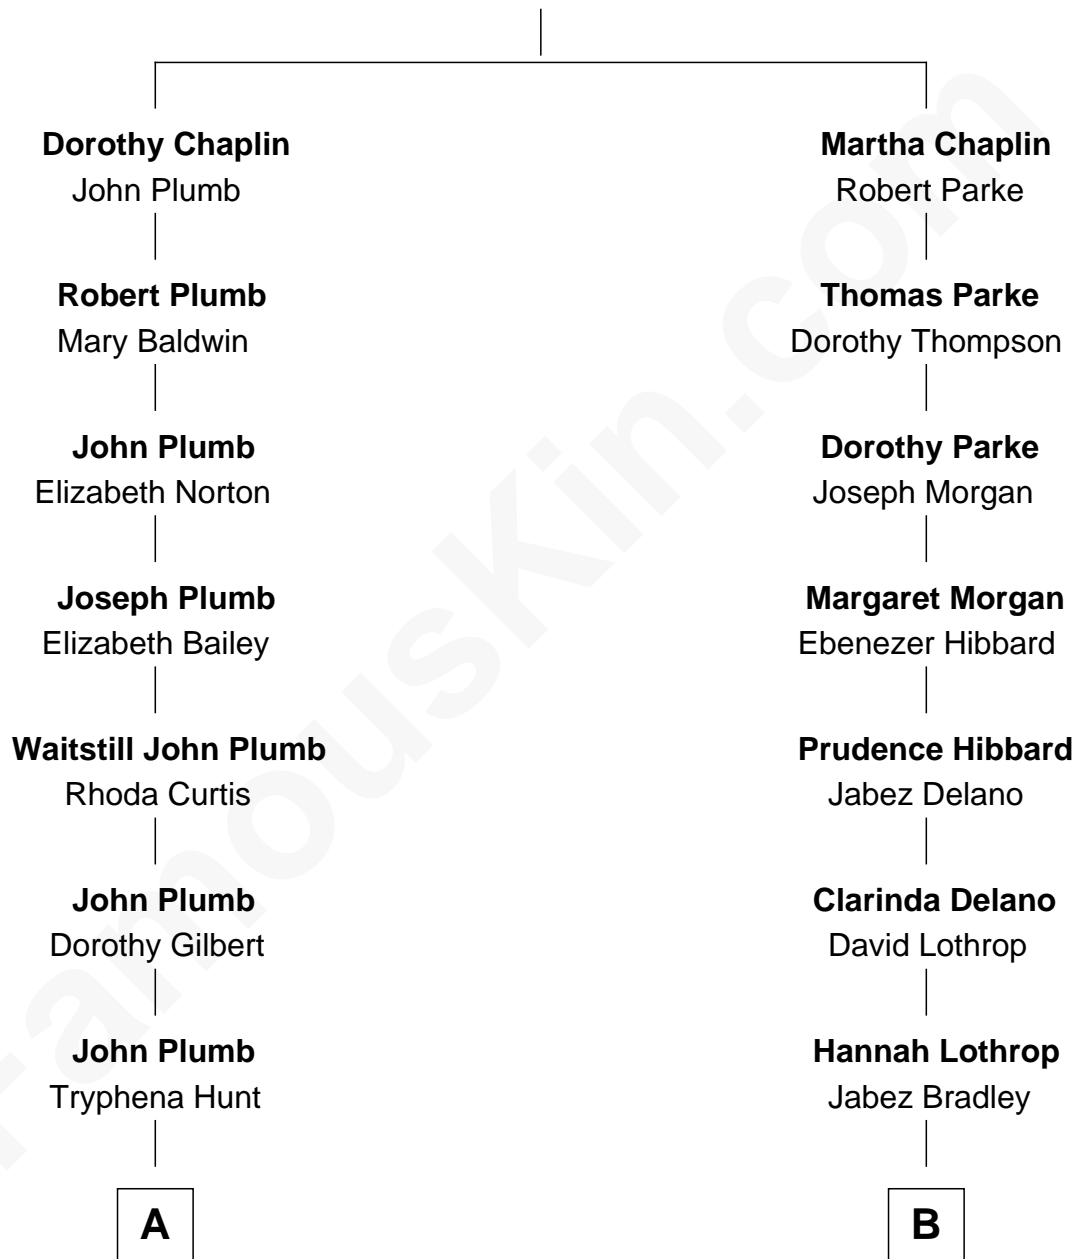 Dorothy Chaplin
John Plumb
Robert Plumb
Mary Baldwin
John Plumb
Elizabeth Norton
Joseph Plumb
Elizabeth Bailey
Waitstill John Plumb
Rhoda Curtis
John Plumb
Dorothy Gilbert
John Plumb
Tryphena Hunt
A
Martha Chaplin
Robert Parke
Thomas Parke
Dorothy Thompson
Dorothy Parke
Joseph Morgan
Margaret Morgan
Ebenezer Hibbard
Prudence Hibbard
Jabez Delano
Clarinda Delano
David Lothrop
Hannah Lothrop
Jabez Bradley
B
FamousKin.com